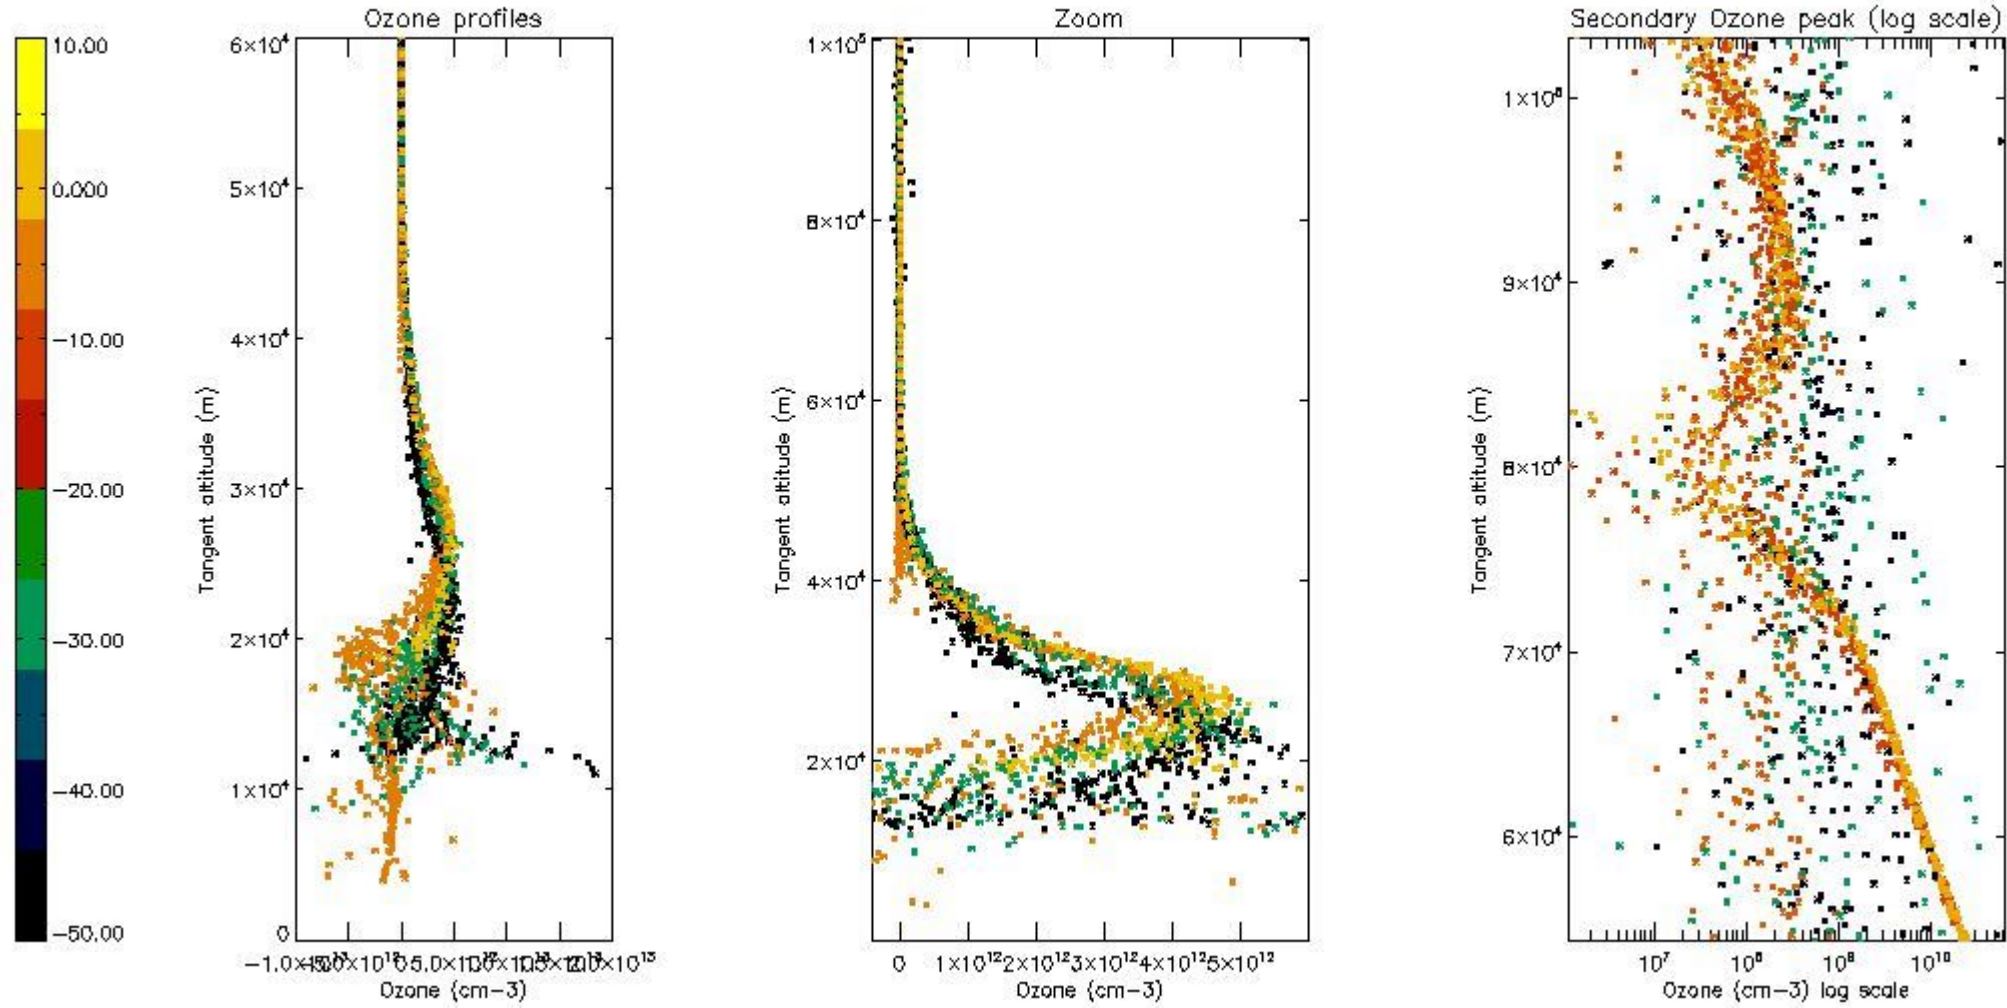 Ozone profiles
Zoom
Secondary Ozone peak (log scale)
10.00
0.000
−10.00
−20.00
−30.00
−40.00
−50.00
6×10⁴
5×10⁴
4×10⁴
3×10⁴
2×10⁴
1×10⁴
0
Tangent altitude (m)
Ozone (cm−3)
1×10⁵
8×10⁴
6×10⁴
4×10⁴
2×10⁴
Tangent altitude (m)
0 1×10¹² 2×10¹² 3×10¹² 4×10¹² 5×10¹²
Ozone (cm−3)
1×10⁵
9×10⁴
8×10⁴
7×10⁴
6×10⁴
Tangent altitude (m)
10⁷ 10⁸ 10⁹ 10¹⁰
Ozone (cm−3) log scale